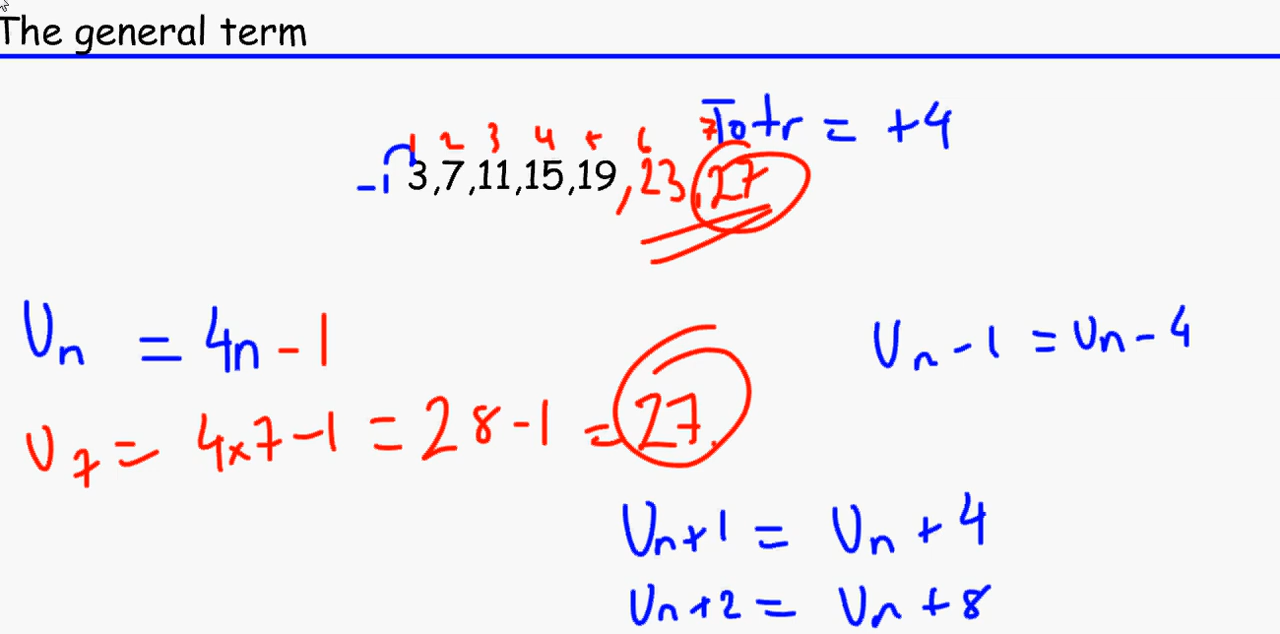 The general term
1 2 3 4 5 6 7 T o t r = +4
-1 3,7,11,15,19, 23, 27
Un = 4n - 1
Un-1 = Un - 4
U7 = 4x7-1 = 28-1 = 27.
Un+1 = Un + 4
Un+2 = Un + 8